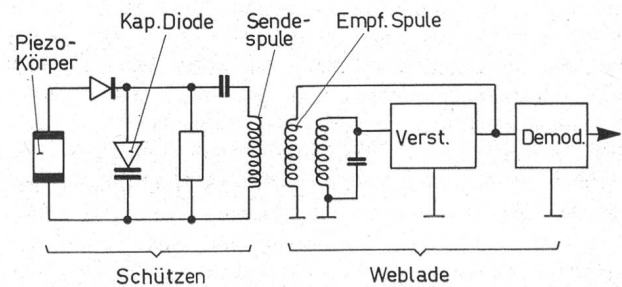 Kap. Diode
Sende-
spule
Empf. Spule
Piezo-
Körper
Verst.
Demod.
Schützen
Weblade